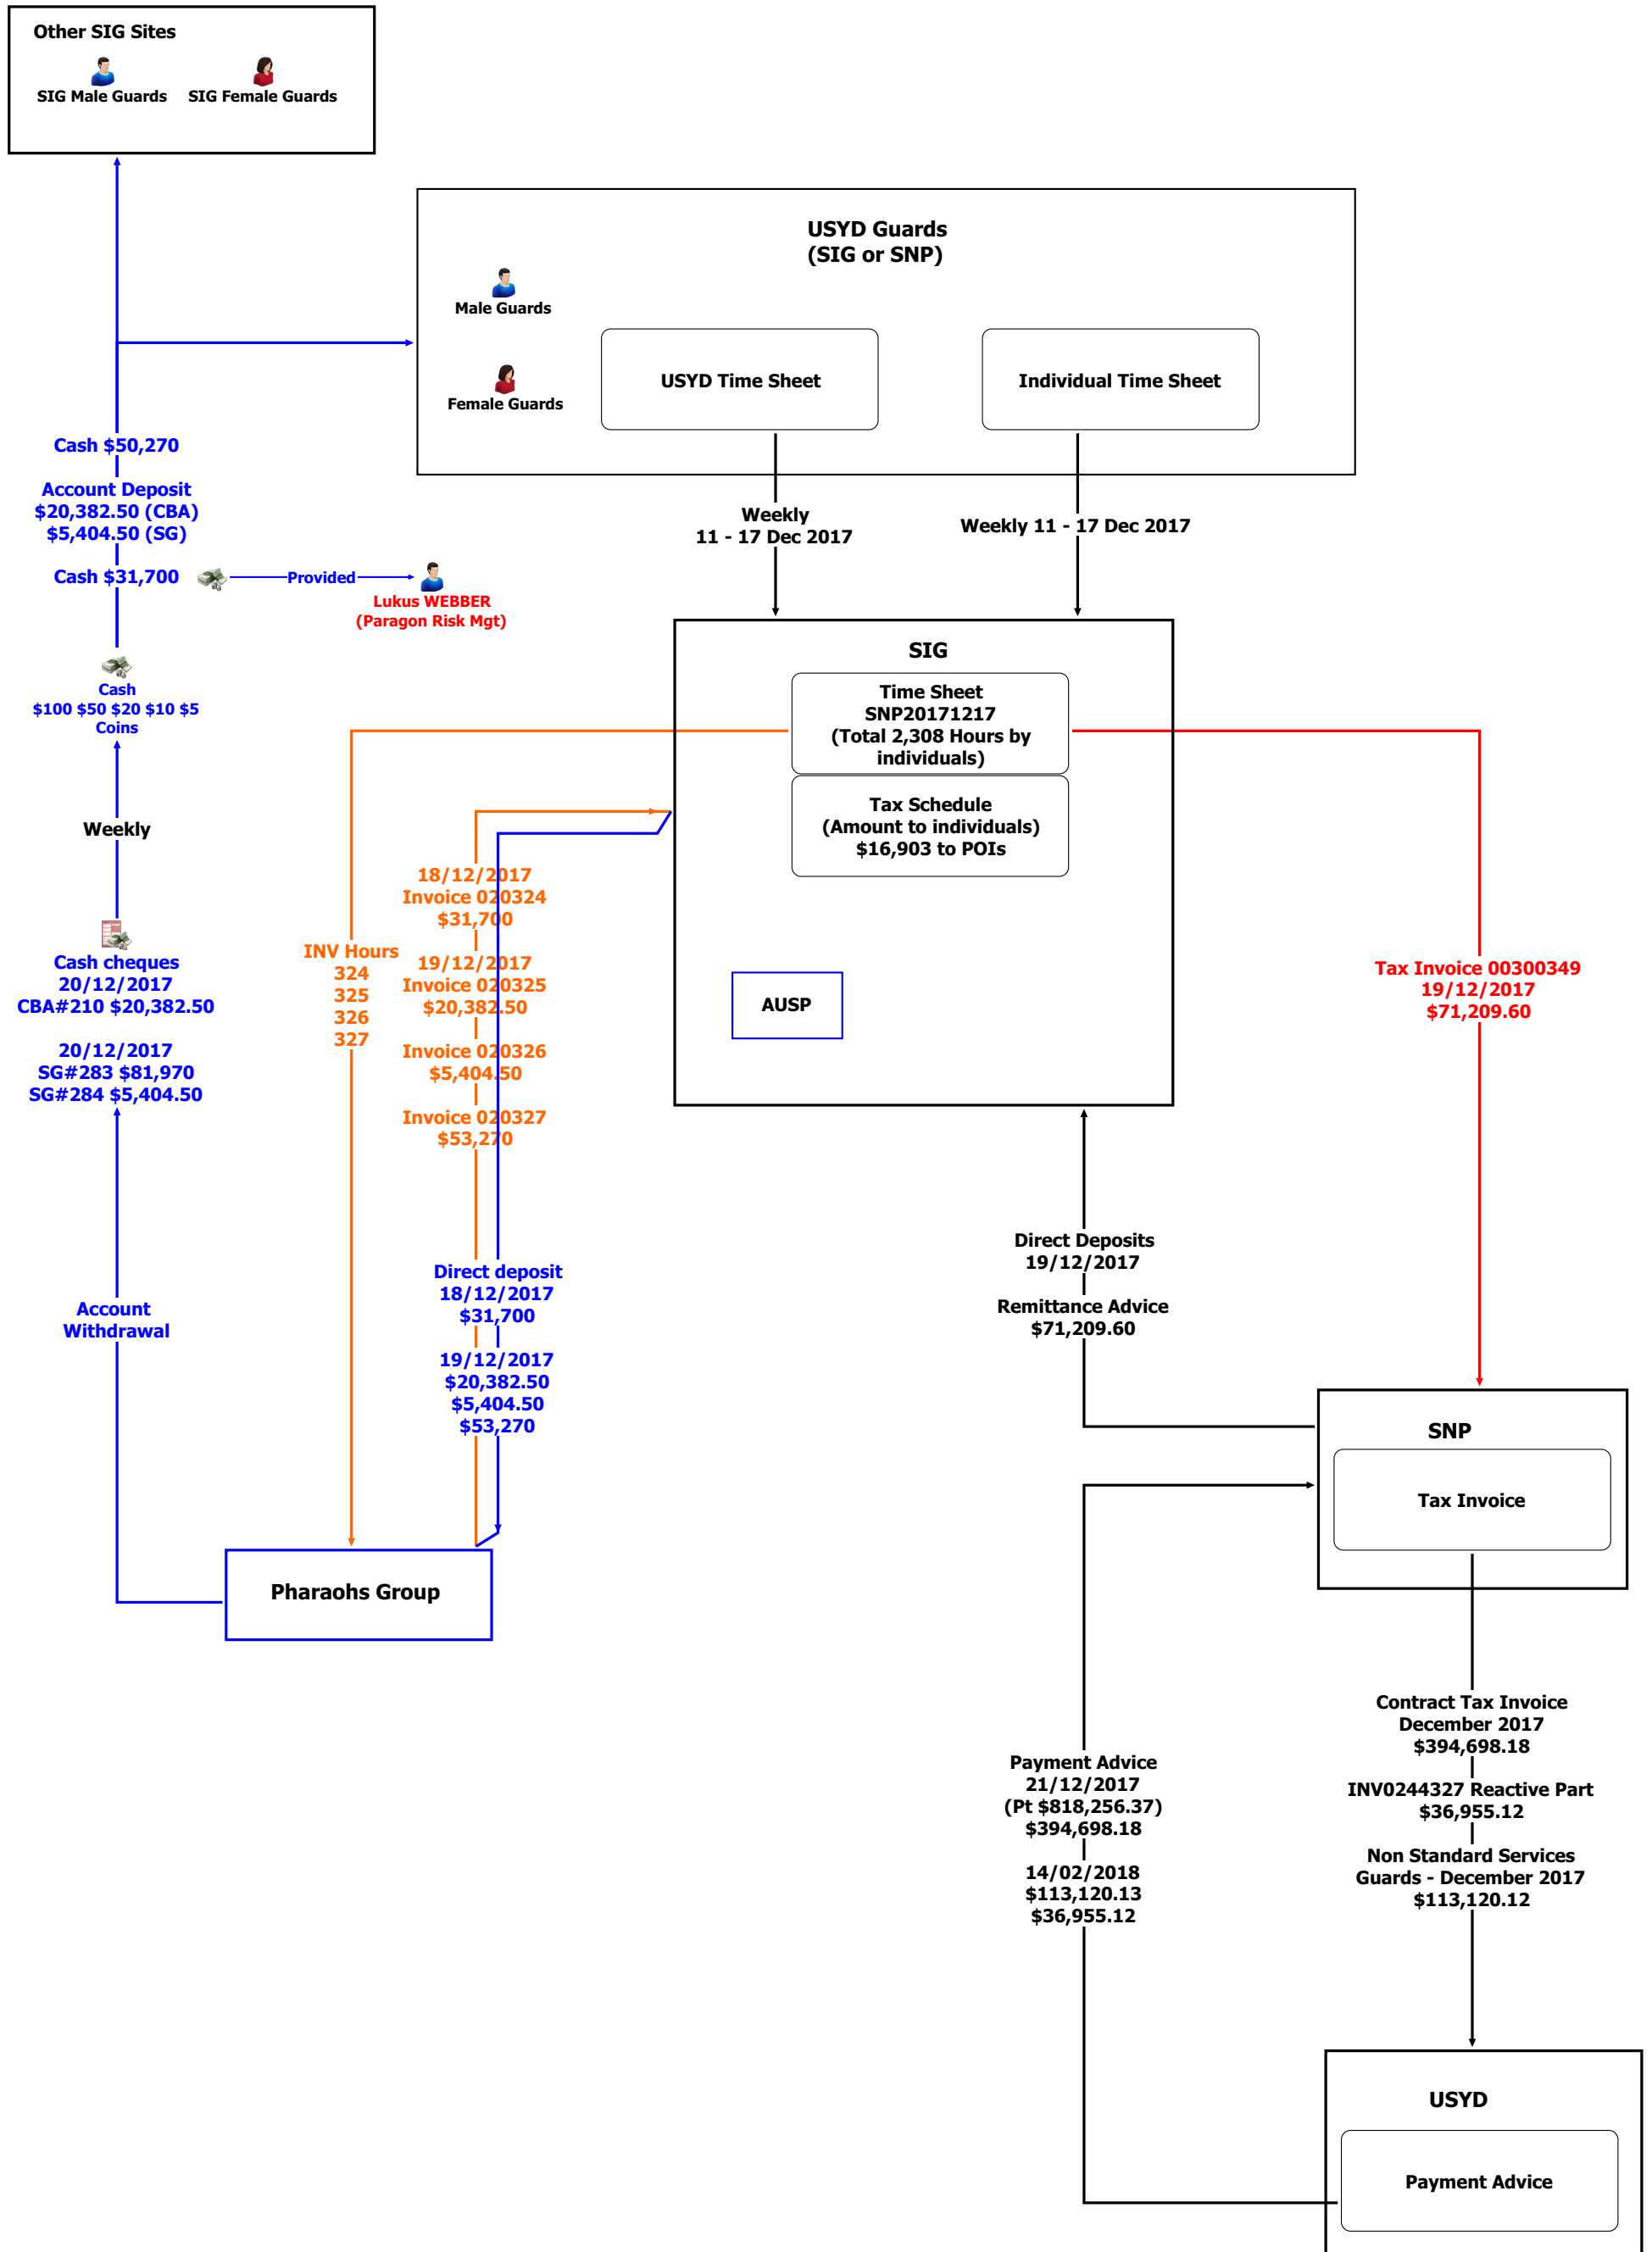 Other SIG Sites
SIG Male Guards
SIG Female Guards
USYD Guards
(SIG or SNP)
Male Guards
Female Guards
USYD Time Sheet
Individual Time Sheet
Cash $50,270
Account Deposit
$20,382.50 (CBA)
$5,404.50 (SG)
Cash $31,700
Provided
Lukus WEBBER
(Paragon Risk Mgt)
Weekly
11 - 17 Dec 2017
Weekly 11 - 17 Dec 2017
Cash
$100 $50 $20 $10 $5
Coins
Weekly
Cash cheques
20/12/2017
CBA#210 $20,382.50
20/12/2017
SG#283 $81,970
SG#284 $5,404.50
Account
Withdrawal
SIG
Time Sheet
SNP20171217
(Total 2,308 Hours by
individuals)
Tax Schedule
(Amount to individuals)
$16,903 to POIs
AUSP
INV Hours
324
325
326
327
18/12/2017
Invoice 020324
$31,700
19/12/2017
Invoice 020325
$20,382.50
Invoice 020326
$5,404.50
Invoice 020327
$53,270
Direct deposit
18/12/2017
$31,700
19/12/2017
$20,382.50
$5,404.50
$53,270
Pharaohs Group
Tax Invoice 00300349
19/12/2017
$71,209.60
Direct Deposits
19/12/2017
Remittance Advice
$71,209.60
SNP
Tax Invoice
Contract Tax Invoice
December 2017
$394,698.18
INV0244327 Reactive Part
$36,955.12
Non Standard Services
Guards - December 2017
$113,120.12
Payment Advice
21/12/2017
(Pt $818,256.37)
$394,698.18
14/02/2018
$113,120.13
$36,955.12
USYD
Payment Advice